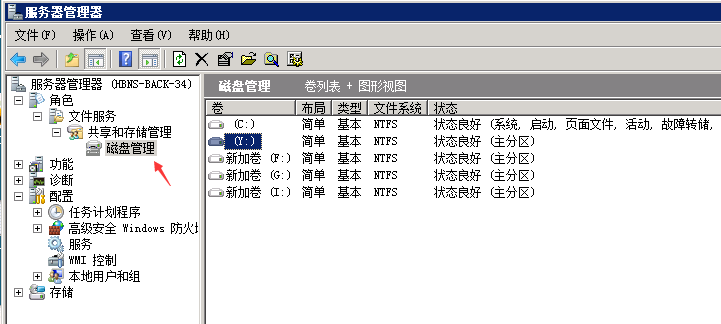 服务器管理器
文件(F) 操作(A) 查看(V) 帮助(H)
服务器管理器 (HBNS-BACK-34)
角色
文件服务
共享和存储管理
磁盘管理
功能
诊断
配置
任务计划程序
高级安全 Windows 防火
服务
WMI 控制
本地用户和组
存储
磁盘管理 卷列表 + 图形视图
卷 布局 类型 文件系统 状态
(C:) 简单 基本 NTFS 状态良好 (系统, 启动, 页面文件, 活动, 故障转储,
(Y:) 简单 基本 NTFS 状态良好 (主分区)
新加卷 (F:) 简单 基本 NTFS 状态良好 (主分区)
新加卷 (G:) 简单 基本 NTFS 状态良好 (主分区)
新加卷 (I:) 简单 基本 NTFS 状态良好 (主分区)